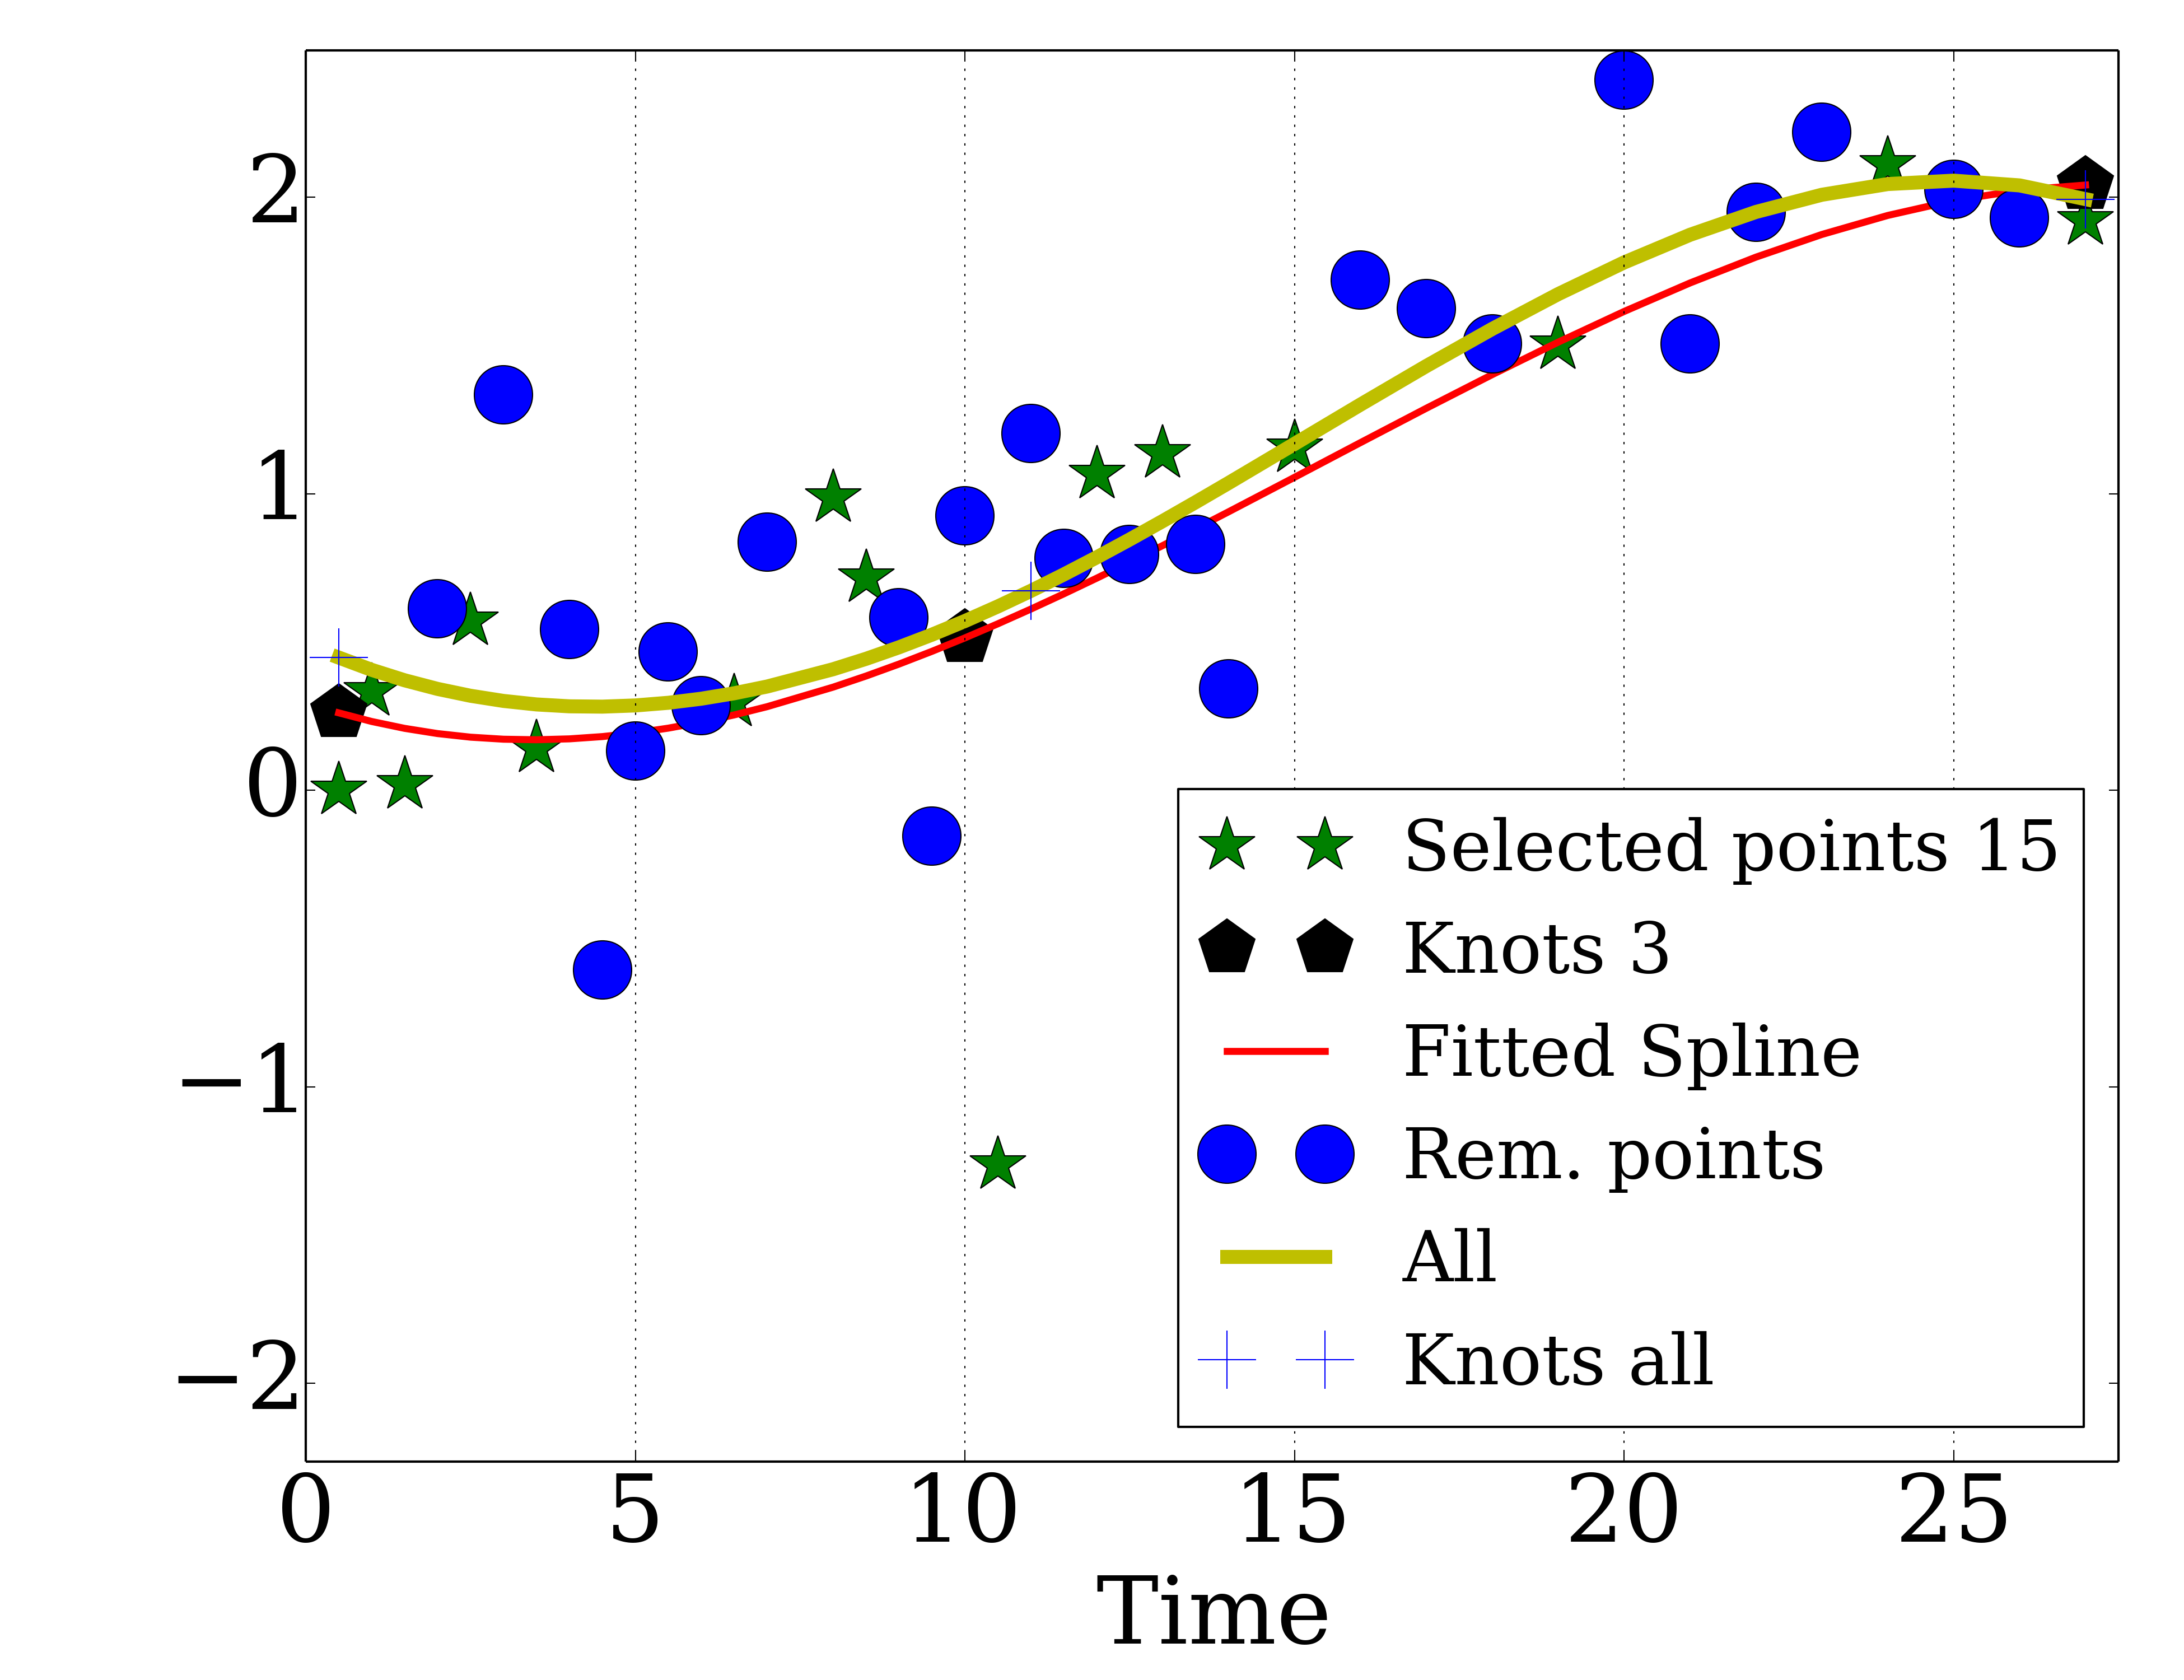 2
1
0
−1
−2
Selected points 15
Knots 3
Fitted Spline
Rem. points
All
Knots all
0 5 10 15 20 25
Time